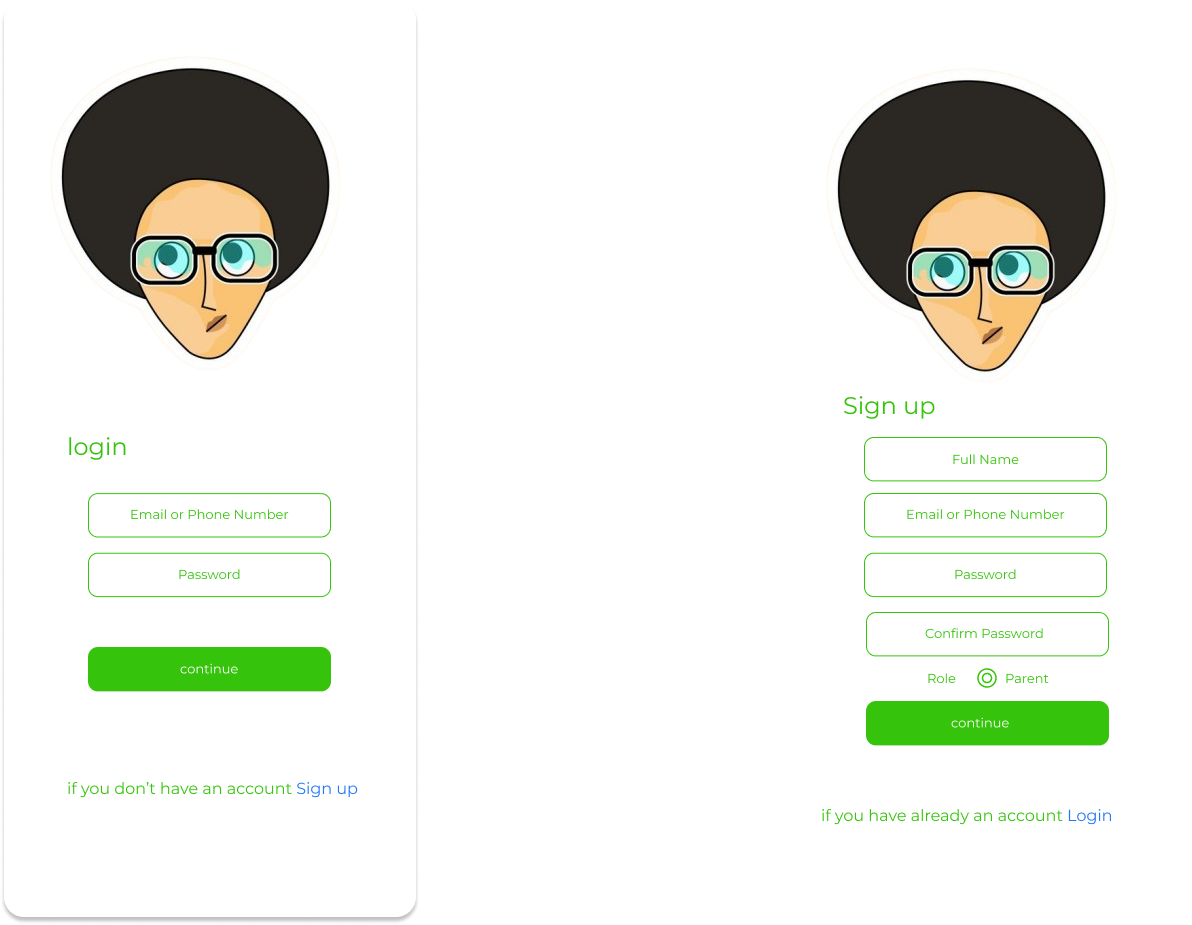 login
Email or Phone Number
Password
continue
if you don’t have an account Sign up
Sign up
Full Name
Email or Phone Number
Password
Confirm Password
Role Parent
continue
if you have already an account Login